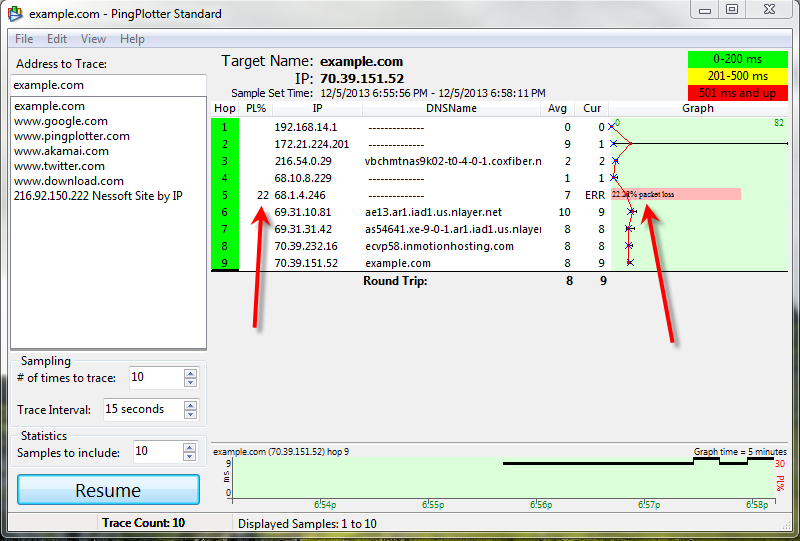 example.com - PingPlotter Standard
File Edit View Help
Address to Trace:
example.com
example.com
www.google.com
www.pingplotter.com
www.akamai.com
www.twitter.com
www.download.com
216.92.150.222 Nessoft Site by IP
Sampling
# of times to trace: 10
Trace Interval: 15 seconds
Statistics
Samples to include: 10
Resume
Target Name: example.com
IP: 70.39.151.52
Sample Set Time: 12/5/2013 6:55:56 PM - 12/5/2013 6:58:11 PM
0-200 ms
201-500 ms
501 ms and up
Hop PL% IP DNSName Avg Cur Graph
0 82
1 192.168.14.1 -------------- 0 0
2 172.21.224.201 -------------- 9 1
3 216.54.0.29 vbchmtnas9k02-t0-4-0-1.coxfiber.n 2 2
4 68.10.8.229 -------------- 1 1
5 22 68.1.4.246 -------------- 7 ERR packet loss
6 69.31.10.81 ae13.ar1.iad1.us.nlayer.net 10 9
7 69.31.31.42 as54641.xe-9-0-1.ar1.iad1.us.nlayer 8 8
8 70.39.232.16 ecvp58.inmotionhosting.com 8 8
9 70.39.151.52 example.com 8 9
Round Trip: 8 9
example.com (70.39.151.52) hop 9 Graph time = 5 minutes
9 30
ms PL%
0
6:54p 6:55p 6:56p 6:57p 6:58p
Trace Count: 10 Displayed Samples: 1 to 10